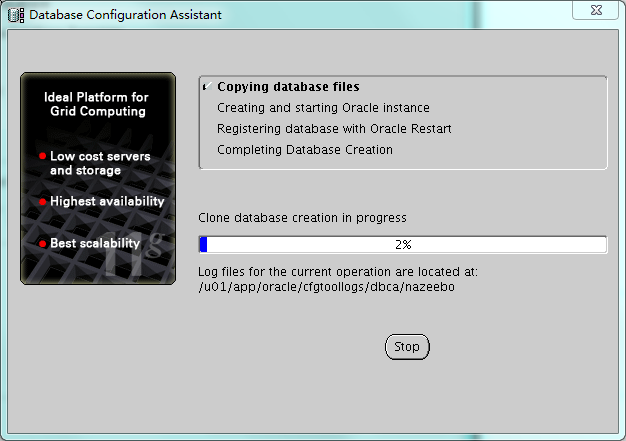 Database Configuration Assistant
Ideal Platform for
Grid Computing
Low cost servers
and storage
Highest availability
Best scalability
11g
Copying database files
Creating and starting Oracle instance
Registering database with Oracle Restart
Completing Database Creation
Clone database creation in progress
2%
Log files for the current operation are located at:
/u01/app/oracle/cfgtoollogs/dbca/nazeebo
Stop